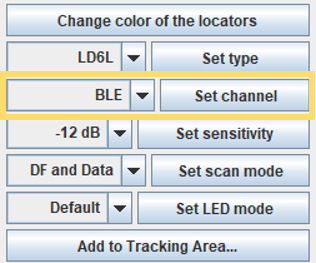 Change color of the locators
LD6L Set type
BLE Set channel
-12 dB Set sensitivity
DF and Data Set scan mode
Default Set LED mode
Add to Tracking Area...